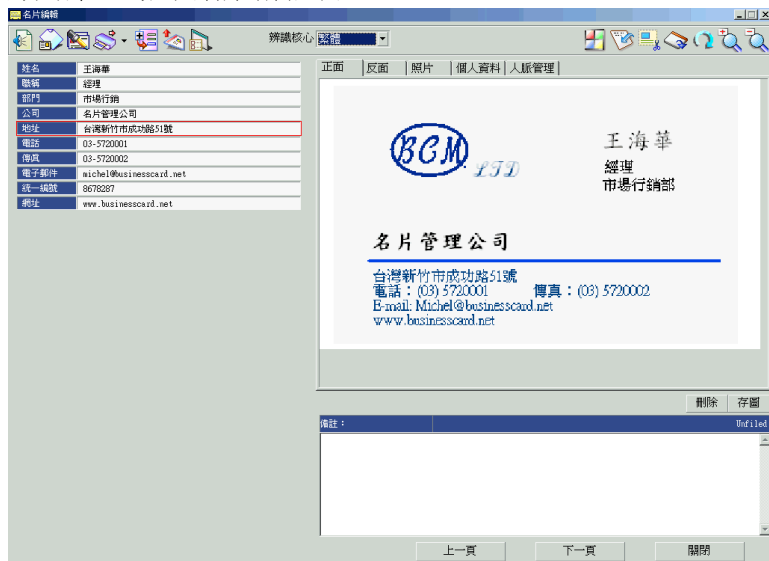 名片編輯
辨識核心 繁體
正面 反面 照片 個人資料 人脈管理
姓名 王海華
職稱 經理
部門 市場行銷
公司 名片管理公司
地址 台灣新竹市成功路51號
電話 03-5720001
傳真 03-5720002
電子郵件 michel@businesscard.net
統一編號 8678287
網址 www.businesscard.net
BCM LTD
王海華
經理
市場行銷部
名片管理公司
台灣新竹市成功路51號
電話：(03) 5720001 傳真：(03) 5720002
E-mail: Michel@businesscard.net
www.businesscard.net
刪除 存圖
備註： Unfiled
上一頁 下一頁 關閉